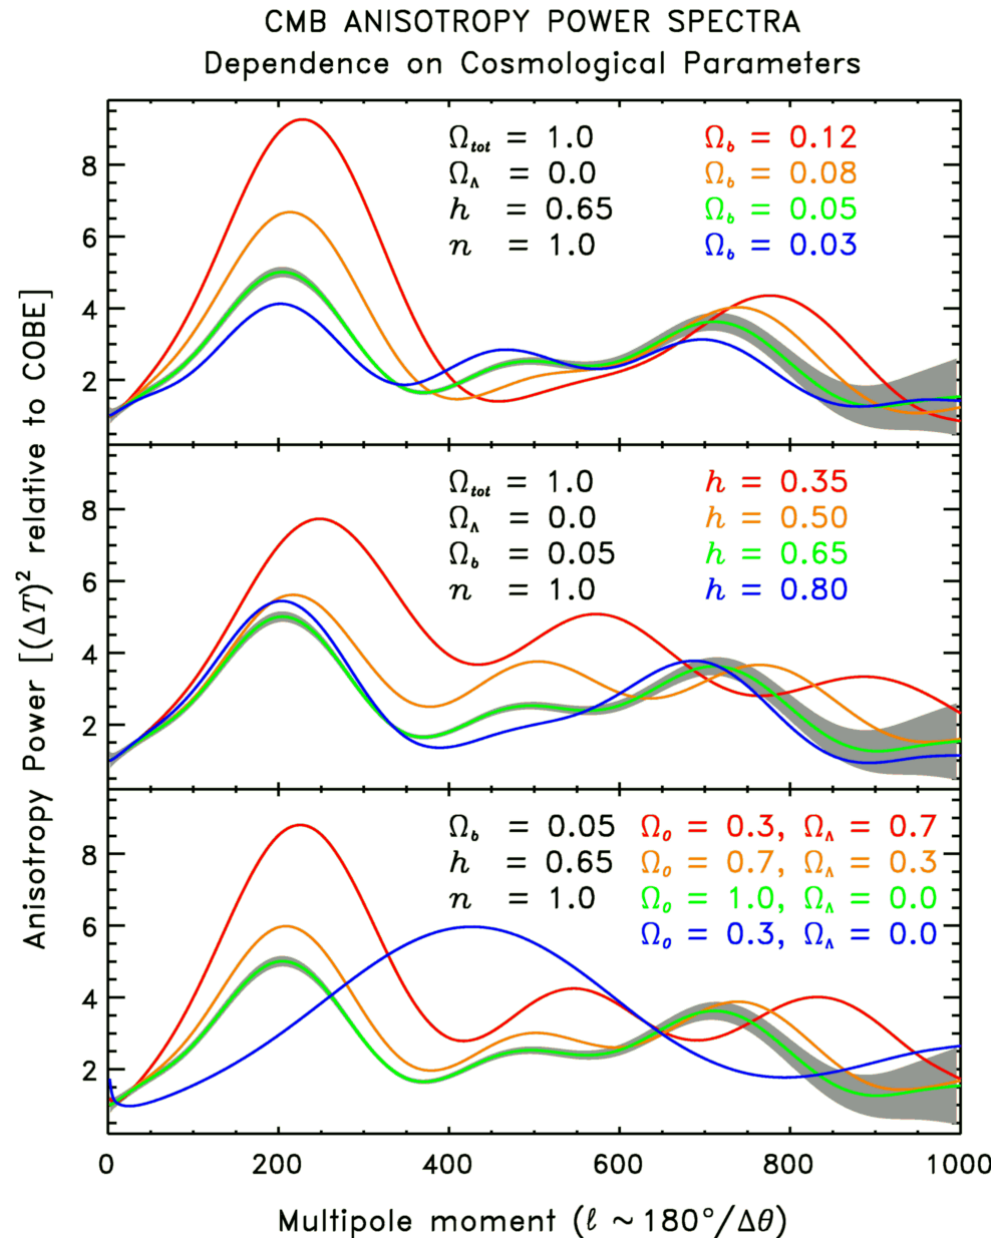 CMB ANISOTROPY POWER SPECTRA
Dependence on Cosmological Parameters
Anisotropy Power [(ΔT)² relative to COBE]
8
6
4
2
Ω_tot = 1.0
Ω_Λ = 0.0
h = 0.65
n = 1.0
Ω_b = 0.12
Ω_b = 0.08
Ω_b = 0.05
Ω_b = 0.03
8
6
4
2
Ω_tot = 1.0
Ω_Λ = 0.0
Ω_b = 0.05
n = 1.0
h = 0.35
h = 0.50
h = 0.65
h = 0.80
8
6
4
2
Ω_b = 0.05
h = 0.65
n = 1.0
Ω_o = 0.3, Ω_Λ = 0.7
Ω_o = 0.7, Ω_Λ = 0.3
Ω_o = 1.0, Ω_Λ = 0.0
Ω_o = 0.3, Ω_Λ = 0.0
0 200 400 600 800 1000
Multipole moment (ℓ ~ 180°/Δθ)